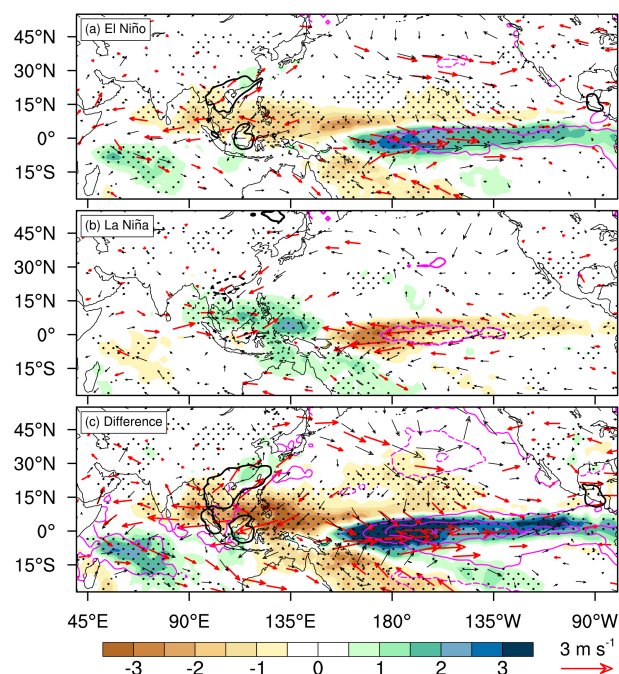 (a) El Niño
45°N
30°N
15°N
0°
15°S
(b) La Niña
45°N
30°N
15°N
0°
15°S
(c) Difference
45°N
30°N
15°N
0°
15°S
45°E 90°E 135°E 180° 135°W 90°W
-3 -2 -1 0 1 2 3
3 m s⁻¹